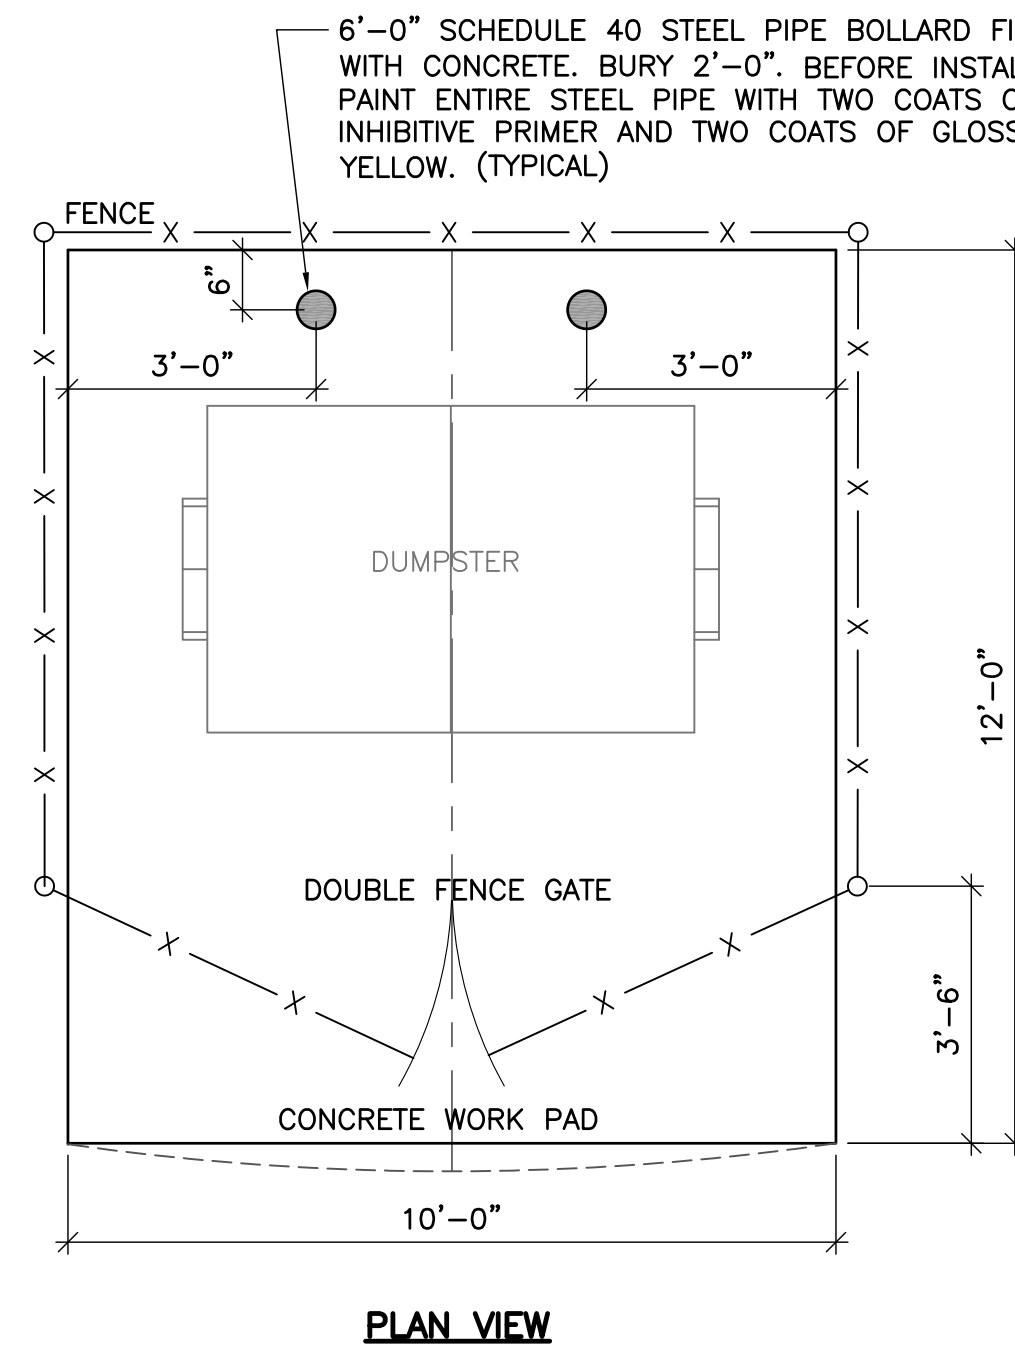 6'-0" SCHEDULE 40 STEEL PIPE BOLLARD
WITH CONCRETE. BURY 2'-0". BEFORE
PAINT ENTIRE STEEL PIPE WITH TWO COATS
INHIBITIVE PRIMER AND TWO COATS OF GLOSS
YELLOW. (TYPICAL)
FENCE
X X X X X
6"
3'-0" 3'-0"
X X
X X
DUMPSTER
X X
12'-0"
X X
DOUBLE FENCE GATE
X X
X X
3'-6"
CONCRETE WORK PAD
10'-0"
PLAN VIEW